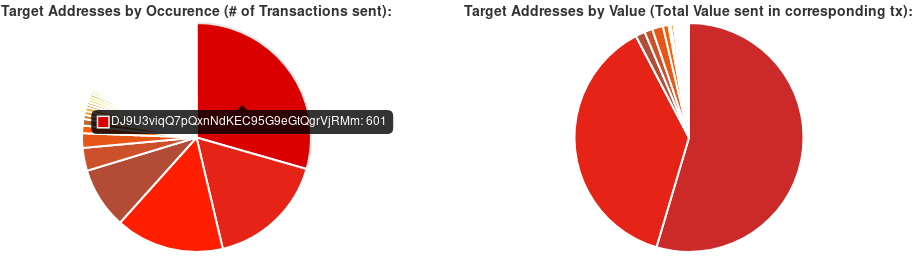 Target Addresses by Occurence (# of Transactions sent):
Target Addresses by Value (Total Value sent in corresponding tx):
DJ9U3viqQ7pQxnNdKEC95G9eGtQgrVjRMm: 601